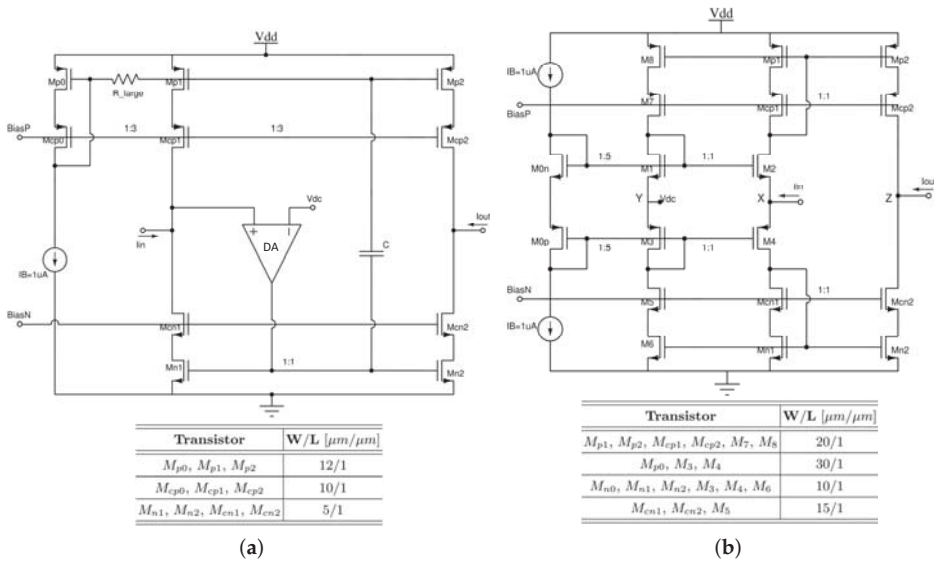 Vdd
Mp0
R_large
Mp1
Mp2
BiasP
1:3
1:3
Mcp0
Mcp1
Mcp2
Vdc
Iin
DA
C
Iout
IB=1uA
BiasN
Mcn1
Mcn2
Mn1
1:1
Mn2
Transistor W/L [μm/μm]
Mp0, Mp1, Mp2 12/1
Mcp0, Mcp1, Mcp2 10/1
Mn1, Mn2, Mcn1, Mcn2 5/1
(a)
Vdd
IB=1uA
M8
Mp1
Mp2
BiasP
M7
1:1
Mcp1
Mcp2
M0n
1:5
M1
1:1
M2
Y
Vdc
X
Iin
Z
Iout
M0p
1:5
M3
1:1
M4
BiasN
M5
Mcn1
1:1
Mcn2
IB=1uA
M6
Mn1
Mn2
Transistor W/L [μm/μm]
Mp1, Mp2, Mcp1, Mcp2, M7, M8 20/1
Mp0, M3, M4 30/1
Mn0, Mn1, Mn2, M3, M4, M6 10/1
Mcn1, Mcn2, M5 15/1
(b)